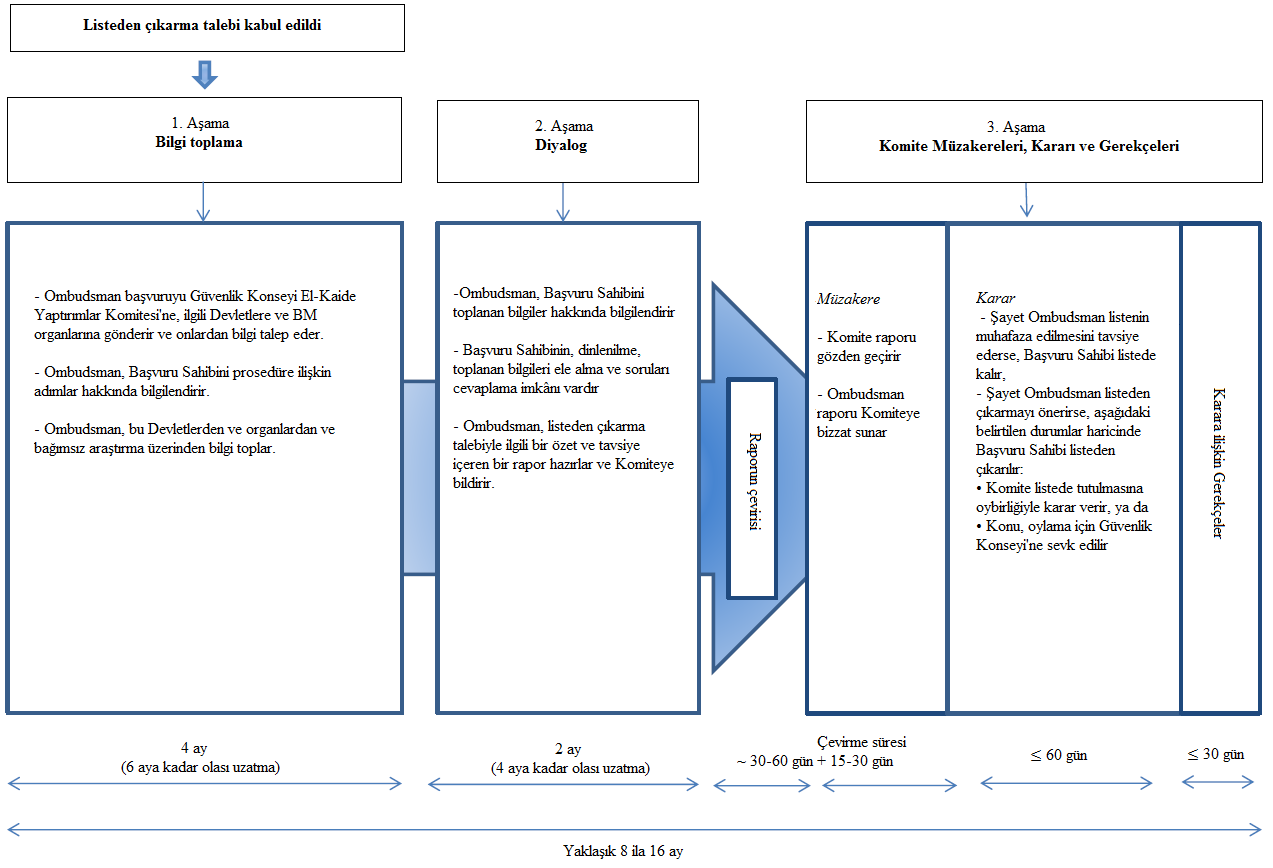 Listeden çıkarma talebi kabul edildi
1. Aşama
Bilgi toplama
2. Aşama
Diyalog
3. Aşama
Komite Müzakereleri, Kararı ve Gerekçeleri
- Ombudsman başvuruyu Güvenlik Konseyi El-Kaide
Yaptırımlar Komitesi'ne, ilgili Devletlere ve BM
organlarına gönderir ve onlardan bilgi talep eder.
- Ombudsman, Başvuru Sahibini prosedüre ilişkin
adımlar hakkında bilgilendirir.
- Ombudsman, bu Devletlerden ve organlardan ve
bağımsız araştırma üzerinden bilgi toplar.
-Ombudsman, Başvuru Sahibini
toplanan bilgiler hakkında bilgilendirir
- Başvuru Sahibinin, dinlenilme,
toplanan bilgileri ele alma ve soruları
cevaplama imkânı vardır
- Ombudsman, listeden çıkarma
talebiyle ilgili bir özet ve tavsiye
içeren bir rapor hazırlar ve Komiteye
bildirir.
Raporun çevirisi
Müzakere
- Komite raporu
gözden geçirir
- Ombudsman
raporu Komiteye
bizzat sunar
Karar
- Şayet Ombudsman listenin
muhafaza edilmesini tavsiye
ederse, Başvuru Sahibi listede
kalır,
- Şayet Ombudsman listeden
çıkarmayı önerirse, aşağıdaki
belirtilen durumlar haricinde
Başvuru Sahibi listeden
çıkarılır:
• Komite listede tutulmasına
oybirliğiyle karar verir, ya da
• Konu, oylama için Güvenlik
Konseyi'ne sevk edilir
Karara ilişkin Gerekçeler
4 ay
(6 aya kadar olası uzatma)
2 ay
(4 aya kadar olası uzatma)
Çevirme süresi
~ 30-60 gün + 15-30 gün
≤ 60 gün
≤ 30 gün
Yaklaşık 8 ila 16 ay